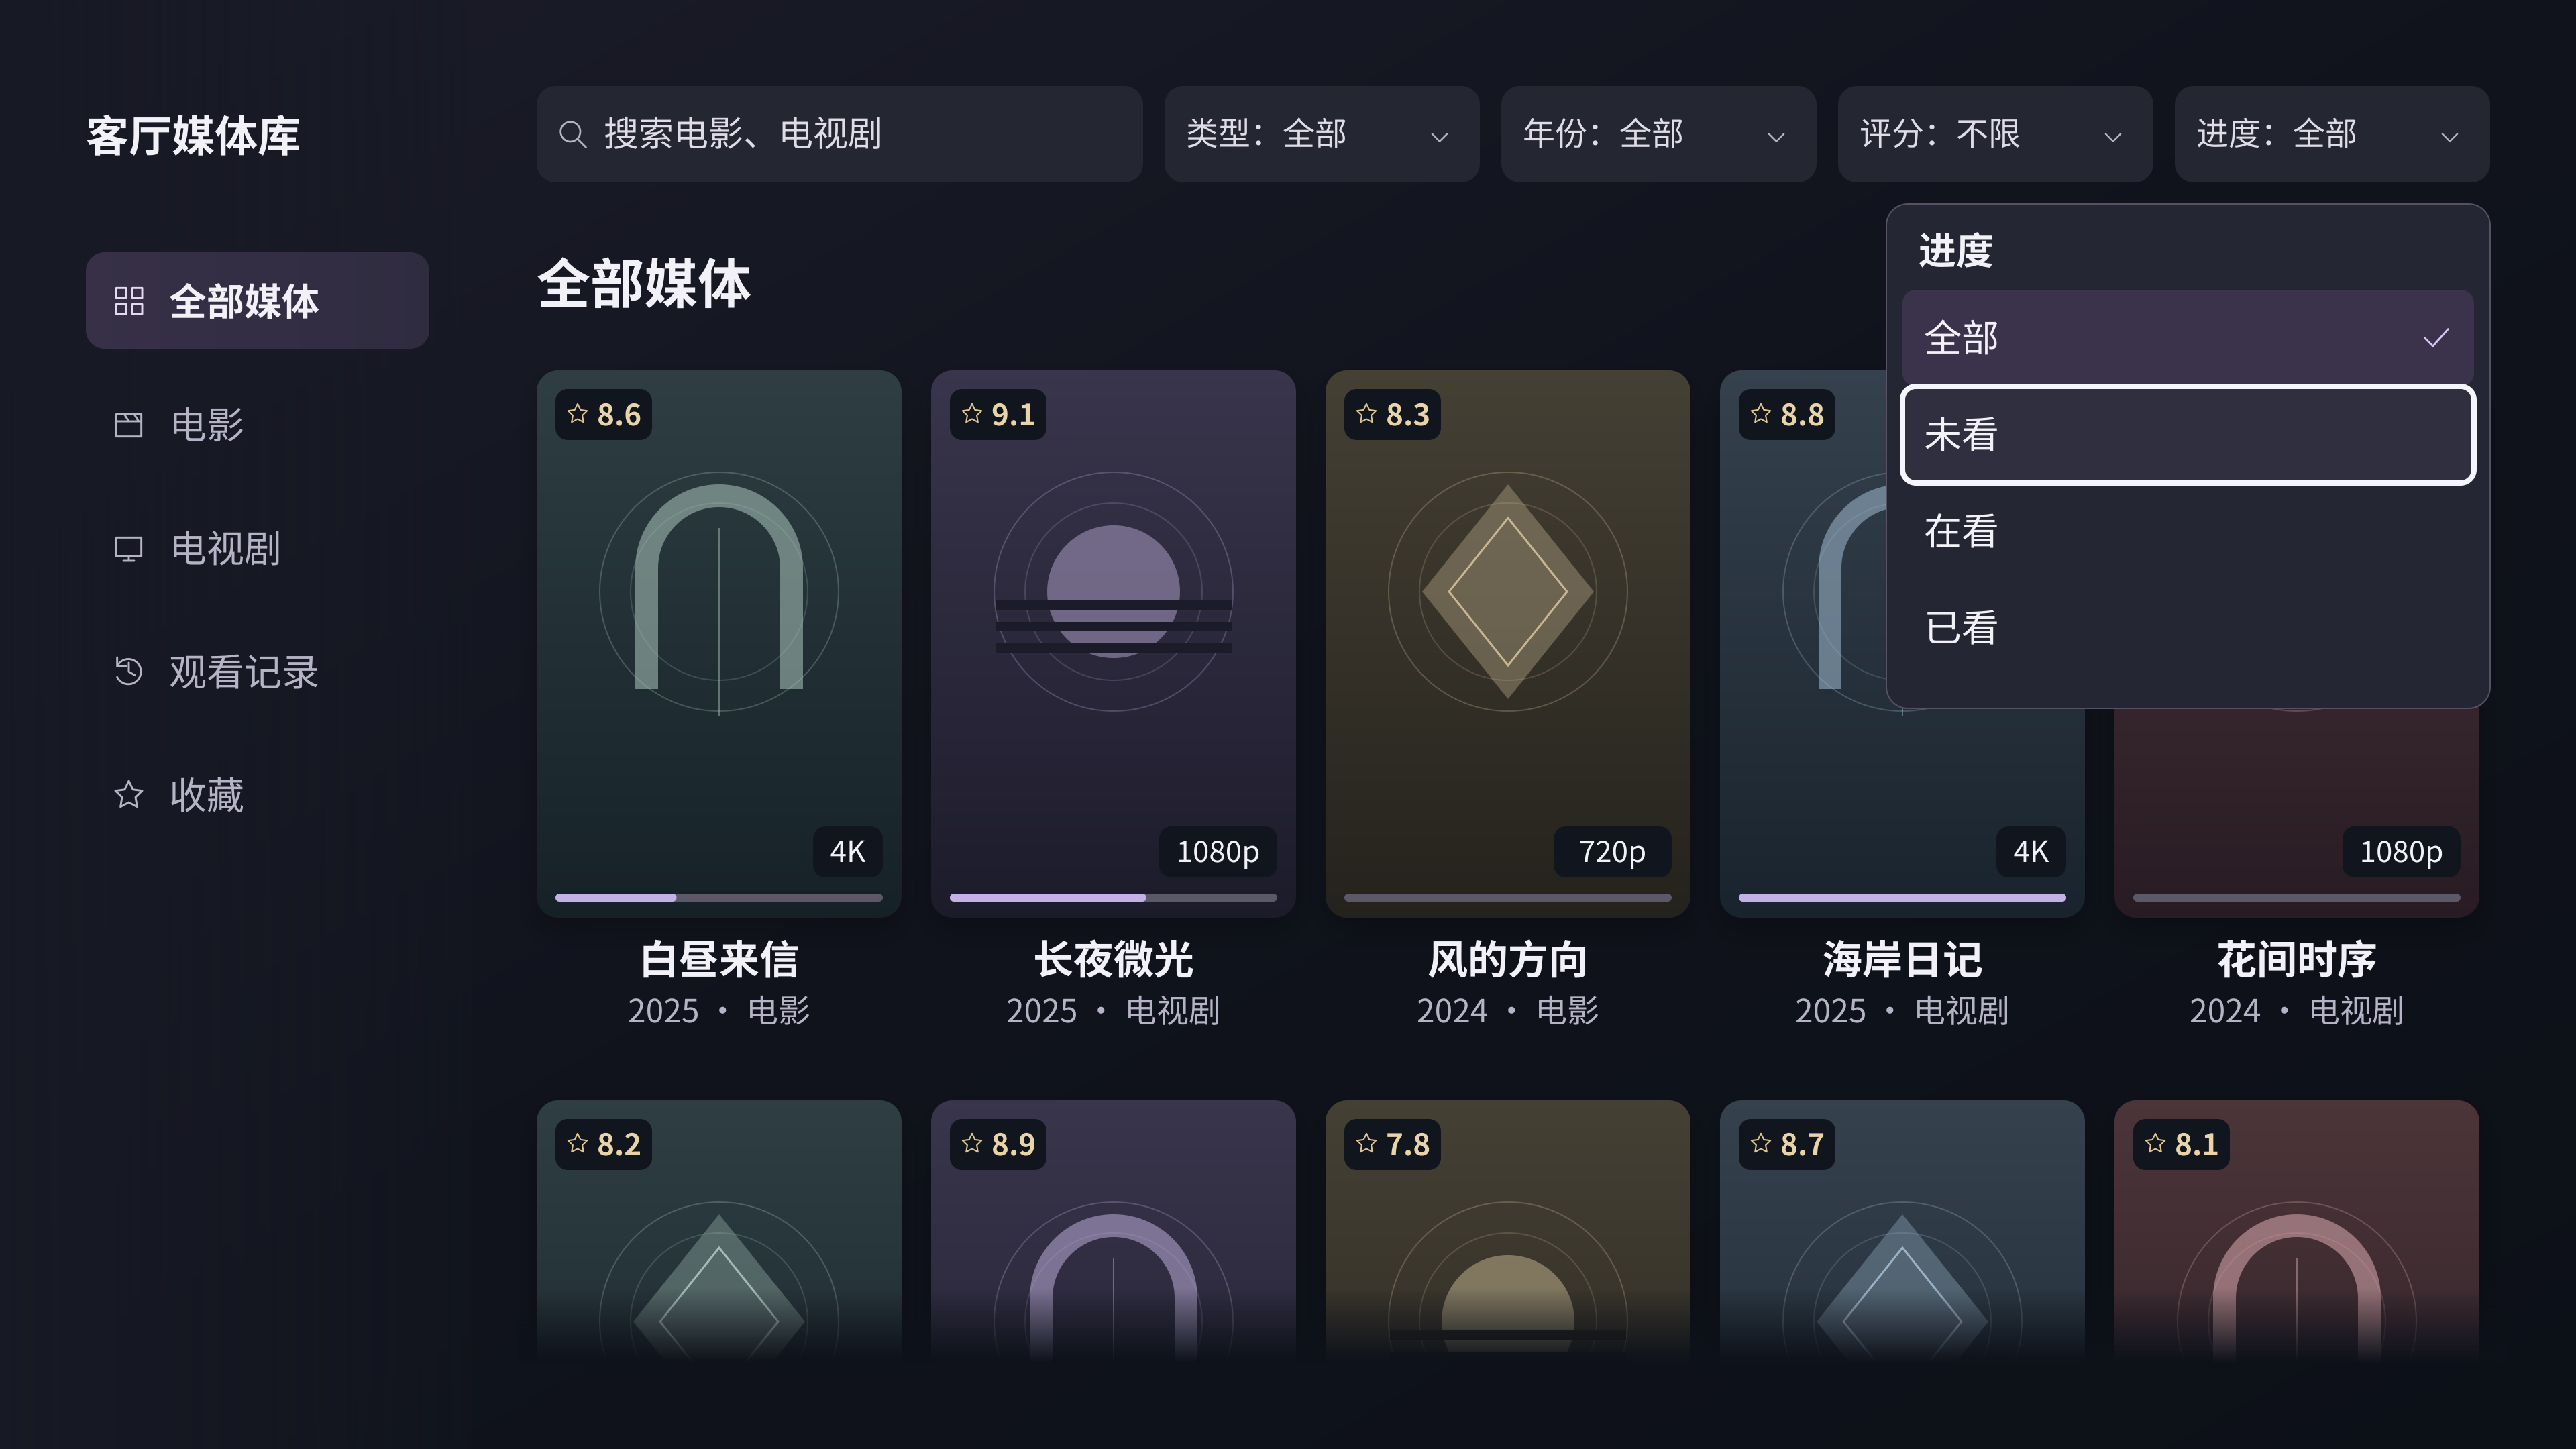 客厅媒体库
搜索电影、电视剧
类型：全部
年份：全部
评分：不限
进度：全部
全部媒体
电影
电视剧
观看记录
收藏
全部媒体
进度
全部
未看
在看
已看
8.6
9.1
8.3
8.8
4K
1080p
720p
4K
1080p
白昼来信
2025 · 电影
长夜微光
2025 · 电视剧
风的方向
2024 · 电影
海岸日记
2025 · 电视剧
花间时序
2024 · 电视剧
8.2
8.9
7.8
8.7
8.1